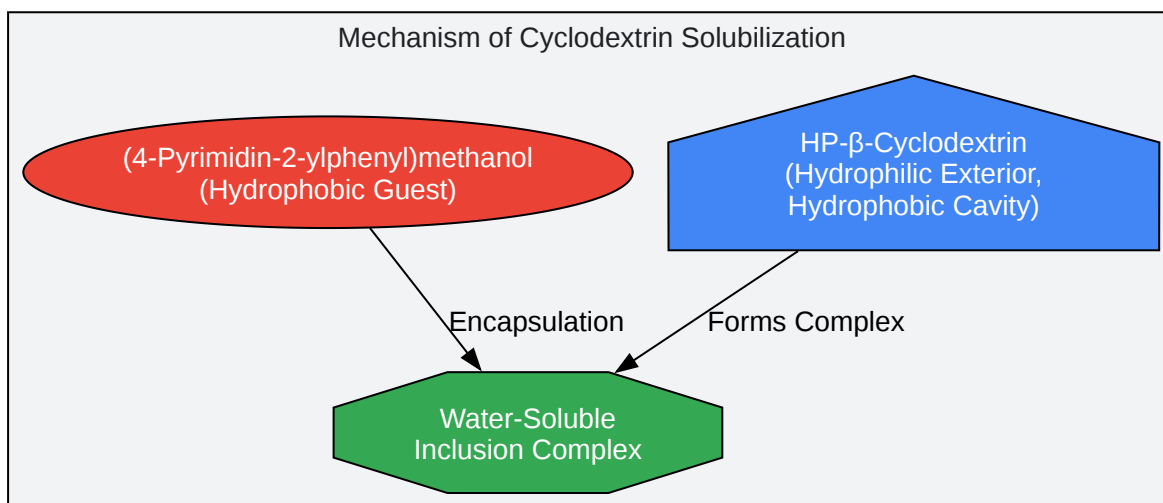 Mechanism of Cyclodextrin Solubilization
(4-Pyrimidin-2-ylphenyl)methanol
(Hydrophobic Guest)
HP-β-Cyclodextrin
(Hydrophilic Exterior,
Hydrophobic Cavity)
Encapsulation
Forms Complex
Water-Soluble
Inclusion Complex